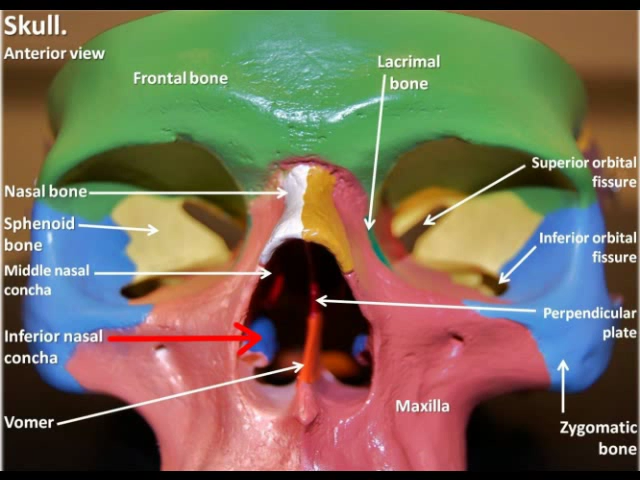 Skull.
Anterior view
Frontal bone
Lacrimal
bone
Nasal bone
Superior orbital
fissure
Sphenoid
bone
Inferior orbital
fissure
Middle nasal
concha
Perpendicular
plate
Inferior nasal
concha
Vomer
Maxilla
Zygomatic
bone